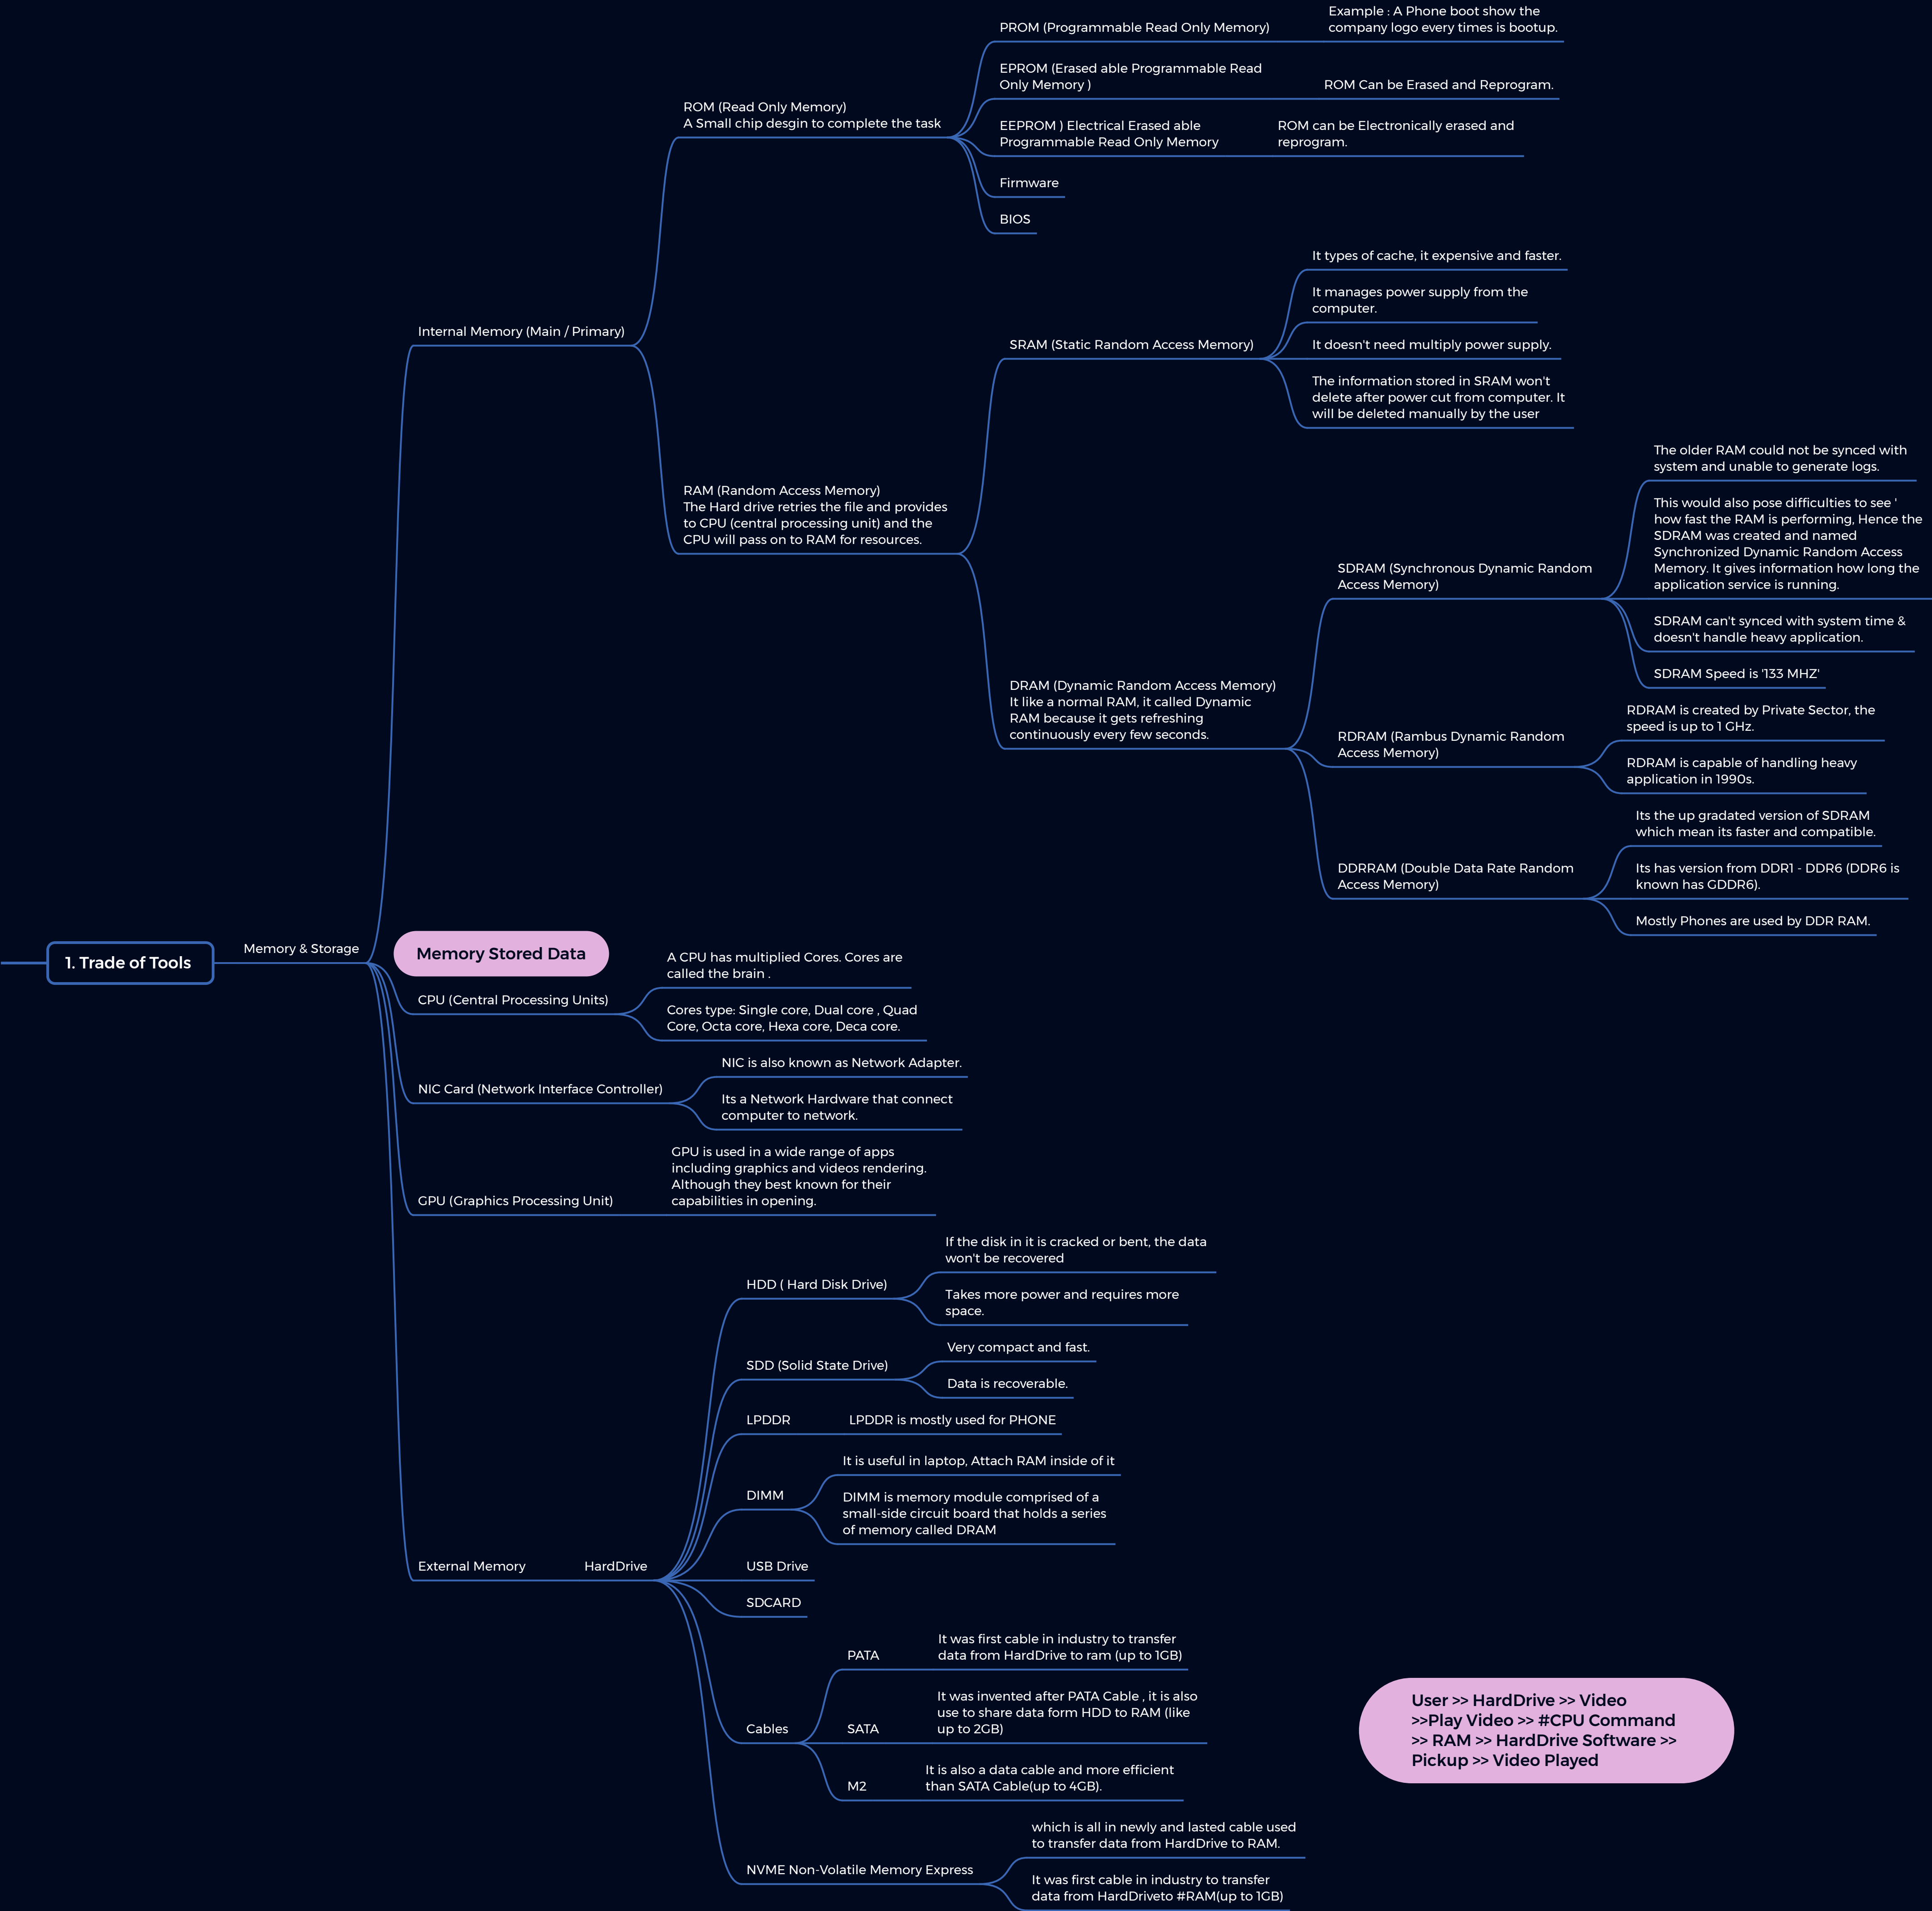 1. Trade of Tools
Memory & Storage
Internal Memory (Main / Primary)
ROM (Read Only Memory)
A Small chip desgin to complete the task
PROM (Programmable Read Only Memory)
Example : A Phone boot show the
company logo every times is bootup.
EPROM (Erased able Programmable Read
Only Memory )
ROM Can be Erased and Reprogram.
EEPROM ) Electrical Erased able
Programmable Read Only Memory
ROM can be Electronically erased and
reprogram.
Firmware
BIOS
RAM (Random Access Memory)
The Hard drive retries the file and provides
to CPU (central processing unit) and the
CPU will pass on to RAM for resources.
SRAM (Static Random Access Memory)
It types of cache, it expensive and faster.
It manages power supply from the
computer.
It doesn't need multiply power supply.
The information stored in SRAM won't
delete after power cut from computer. It
will be deleted manually by the user
DRAM (Dynamic Random Access Memory)
It like a normal RAM, it called Dynamic
RAM because it gets refreshing
continuously every few seconds.
SDRAM (Synchronous Dynamic Random
Access Memory)
The older RAM could not be synced with
system and unable to generate logs.
This would also pose difficulties to see '
how fast the RAM is performing, Hence the
SDRAM was created and named
Synchronized Dynamic Random Access
Memory. It gives information how long the
application service is running.
SDRAM can't synced with system time &
doesn't handle heavy application.
SDRAM Speed is '133 MHZ'
RDRAM (Rambus Dynamic Random
Access Memory)
RDRAM is created by Private Sector, the
speed is up to 1 GHz.
RDRAM is capable of handling heavy
application in 1990s.
DDRRAM (Double Data Rate Random
Access Memory)
Its the up gradated version of SDRAM
which mean its faster and compatible.
Its has version from DDR1 - DDR6 (DDR6 is
known has GDDR6).
Mostly Phones are used by DDR RAM.
Memory Stored Data
CPU (Central Processing Units)
A CPU has multiplied Cores. Cores are
called the brain .
Cores type: Single core, Dual core , Quad
Core, Octa core, Hexa core, Deca core.
NIC Card (Network Interface Controller)
NIC is also known as Network Adapter.
Its a Network Hardware that connect
computer to network.
GPU (Graphics Processing Unit)
GPU is used in a wide range of apps
including graphics and videos rendering.
Although they best known for their
capabilities in opening.
External Memory
HardDrive
HDD ( Hard Disk Drive)
If the disk in it is cracked or bent, the data
won't be recovered
Takes more power and requires more
space.
SDD (Solid State Drive)
Very compact and fast.
Data is recoverable.
LPDDR
LPDDR is mostly used for PHONE
DIMM
It is useful in laptop, Attach RAM inside of it
DIMM is memory module comprised of a
small-side circuit board that holds a series
of memory called DRAM
USB Drive
SDCARD
Cables
PATA
It was first cable in industry to transfer
data from HardDrive to ram (up to 1GB)
SATA
It was invented after PATA Cable , it is also
use to share data form HDD to RAM (like
up to 2GB)
M2
It is also a data cable and more efficient
than SATA Cable(up to 4GB).
NVME Non-Volatile Memory Express
which is all in newly and lasted cable used
to transfer data from HardDrive to RAM.
It was first cable in industry to transfer
data from HardDriveto #RAM(up to 1GB)
User >> HardDrive >> Video
>>Play Video >> #CPU Command
>> RAM >> HardDrive Software >>
Pickup >> Video Played